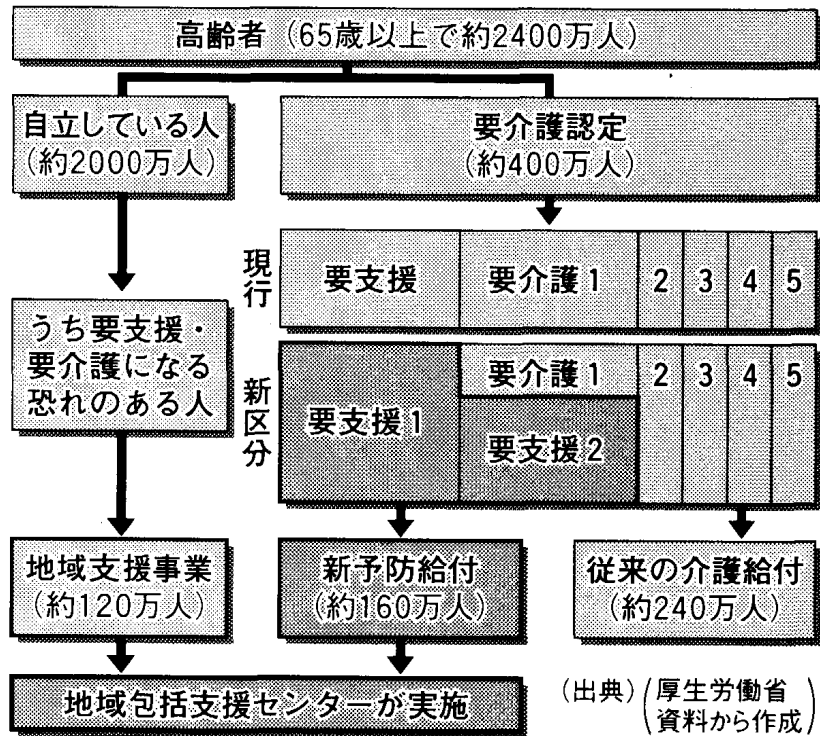 高齢者（65歳以上で約2400万人）
自立している人
（約2000万人）
要介護認定
（約400万人）
現行
要支援
要介護1
2
3
4
5
うち要支援・
要介護になる
恐れのある人
新区分
要支援1
要介護1
要支援2
2
3
4
5
地域支援事業
（約120万人）
新予防給付
（約160万人）
従来の介護給付
（約240万人）
地域包括支援センターが実施
（出典）（厚生労働省
資料から作成）